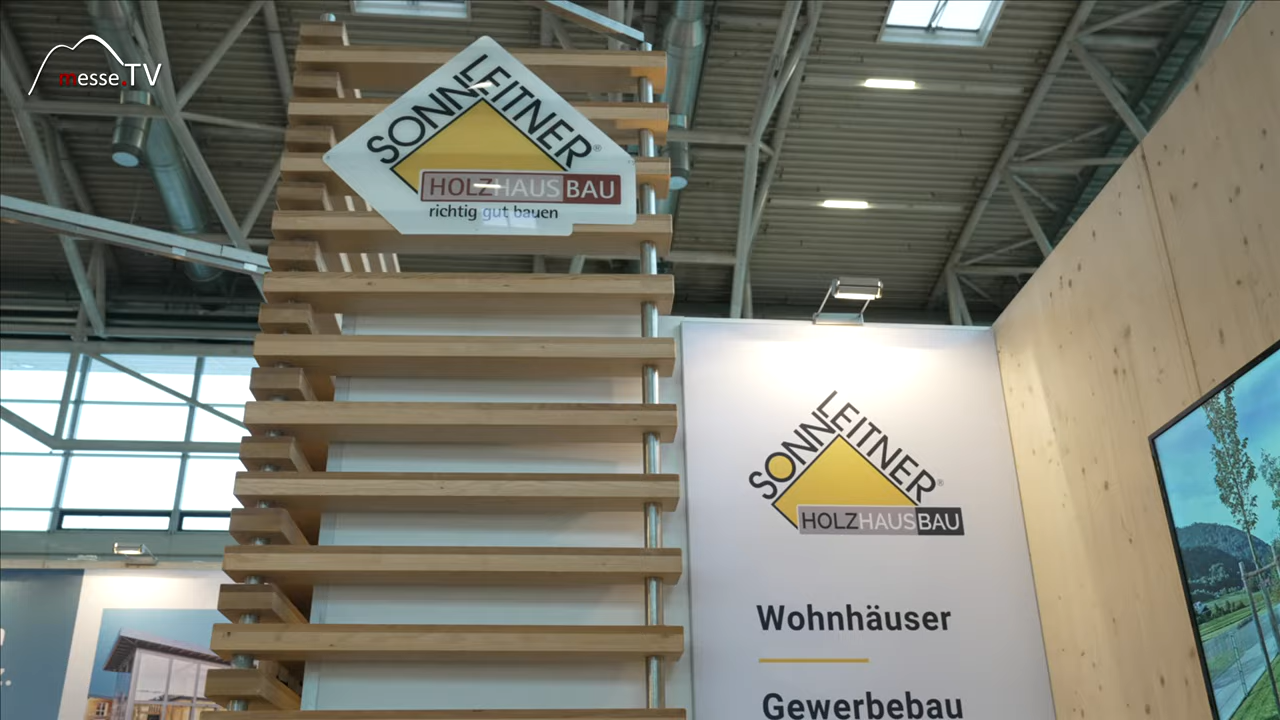 messe.TV
SONNLEITNER®
HOLZHAUSBAU
richtig gut bauen
SONNLEITNER®
HOLZHAUSBAU
Wohnhäuser
Gewerbebau